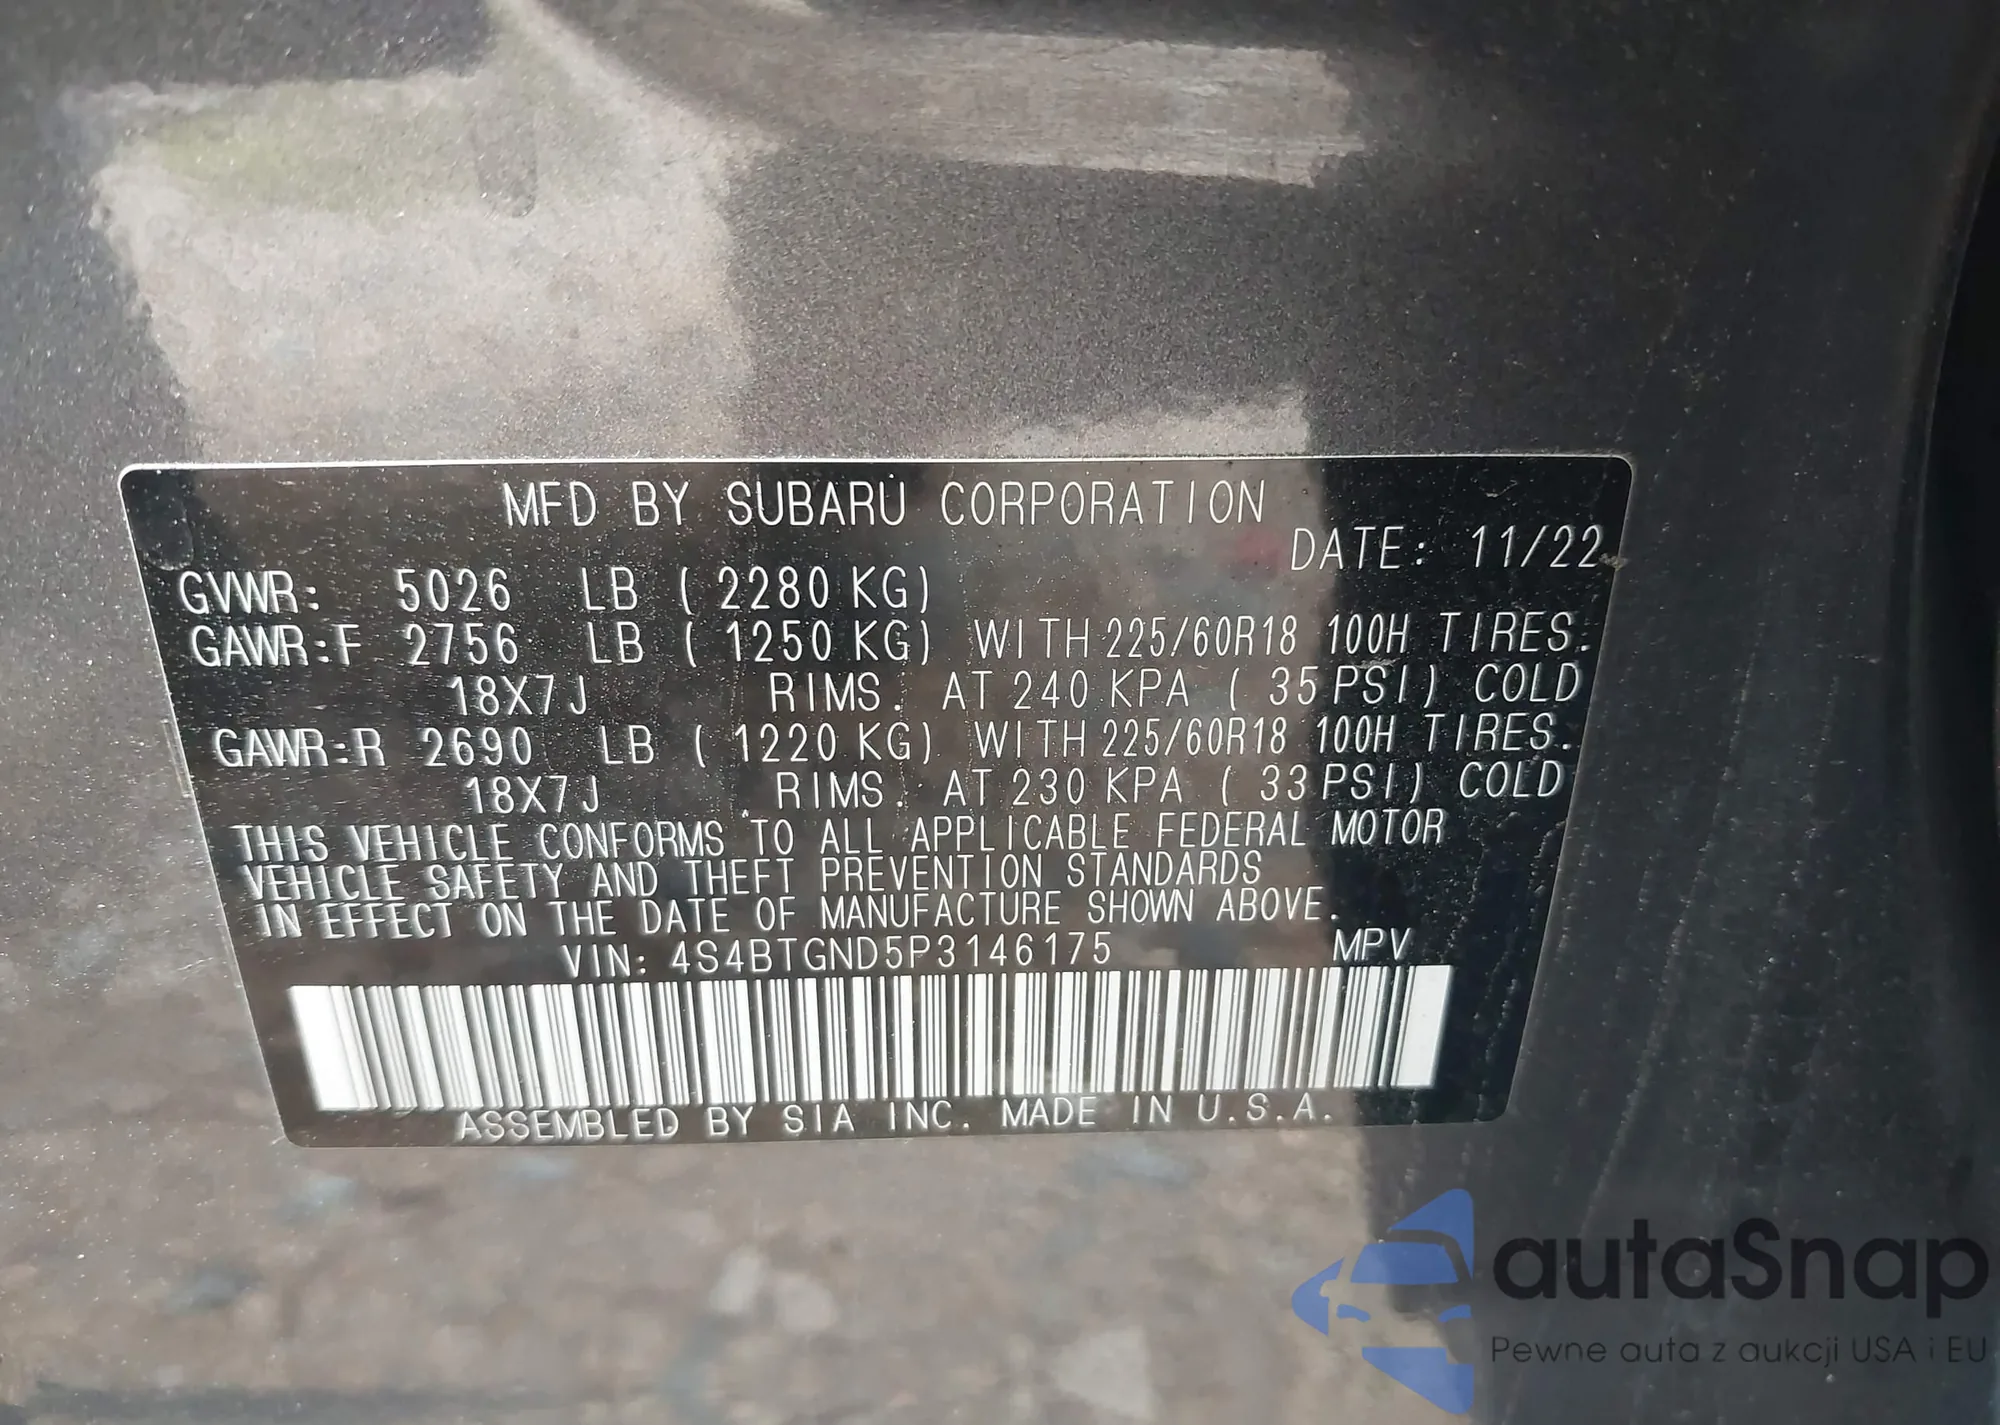 MFD BY SUBARU CORPORATION
DATE: 11/22
GVWR: 5026 LB ( 2280 KG)
GAWR:F 2756 LB ( 1250 KG) WITH 225/60R18 100H TIRES.
18X7J RIMS. AT 240 KPA ( 35 PSI) COLD
GAWR:R 2690 LB ( 1220 KG) WITH 225/60R18 100H TIRES.
18X7J RIMS. AT 230 KPA ( 33 PSI) COLD
THIS VEHICLE CONFORMS TO ALL APPLICABLE FEDERAL MOTOR
VEHICLE SAFETY AND THEFT PREVENTION STANDARDS
IN EFFECT ON THE DATE OF MANUFACTURE SHOWN ABOVE.
VIN: 4S4BTGND5P3146175 MPV
ASSEMBLED BY SIA INC. MADE IN U.S.A.
autaSnap
Pewne auta z aukcji USA i EU